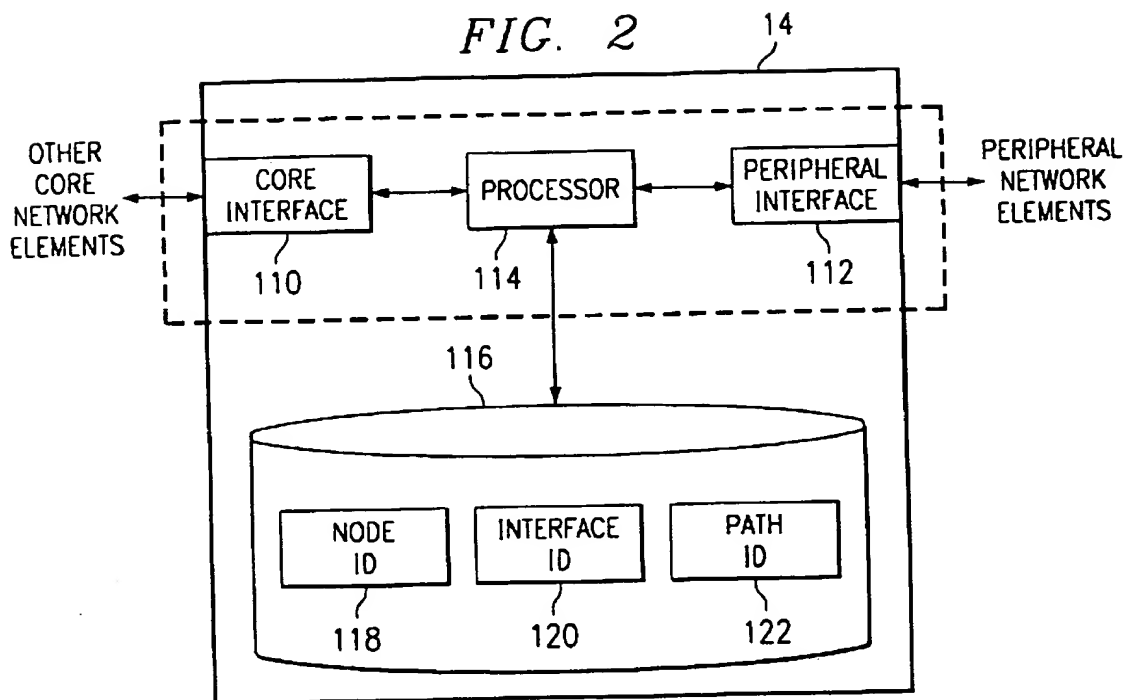 FIG. 2
14
OTHER
CORE
NETWORK
ELEMENTS
CORE
INTERFACE
110
PROCESSOR
114
PERIPHERAL
INTERFACE
112
PERIPHERAL
NETWORK
ELEMENTS
116
NODE
ID
118
INTERFACE
ID
120
PATH
ID
122